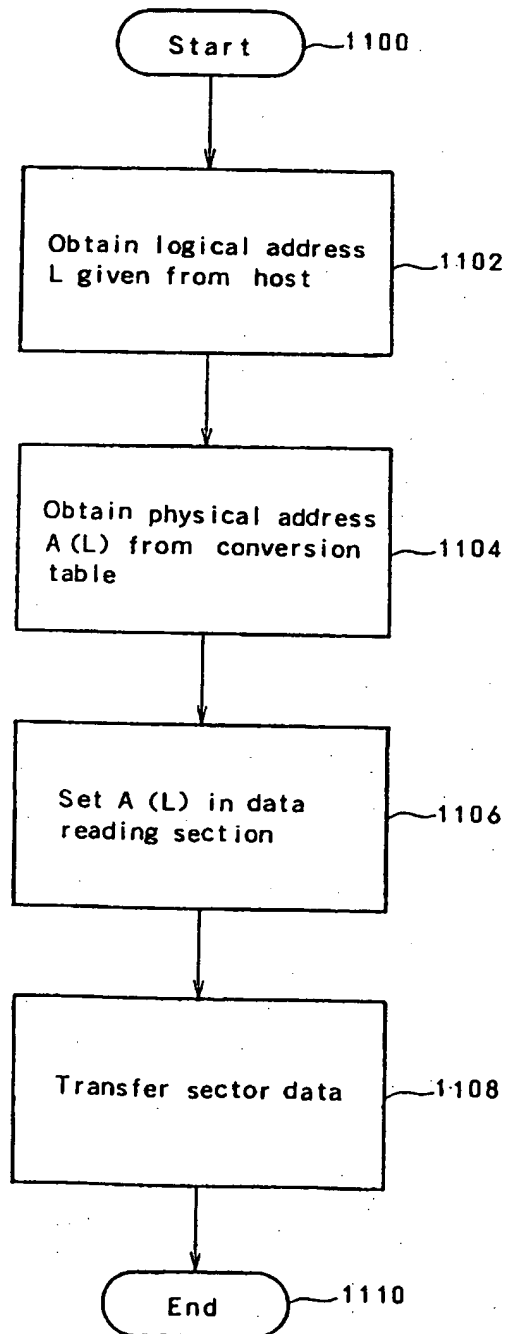 Start
1100
Obtain logical address
L given from host
1102
Obtain physical address
A (L) from conversion
table
1104
Set A (L) in data
reading section
1106
Transfer sector data
1108
End
1110